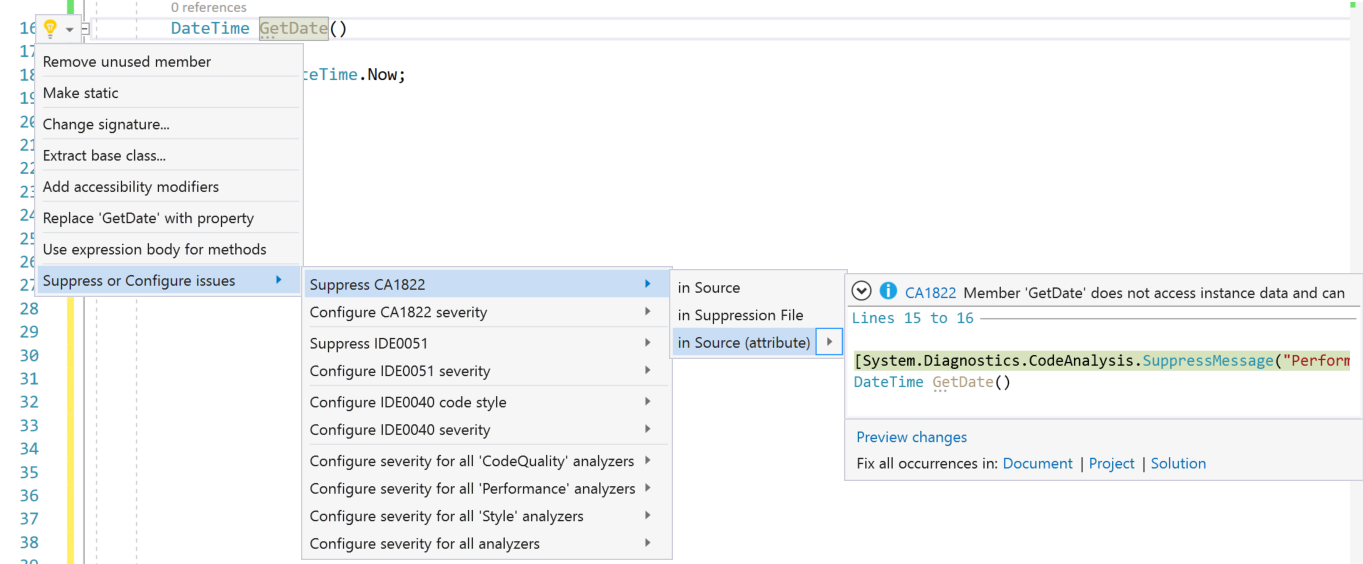 0 references
16 DateTime GetDate()
17
Remove unused member
18 teTime.Now;
19
Make static
20
Change signature...
21
Extract base class...
22
23
Add accessibility modifiers
24
Replace 'GetDate' with property
25
Use expression body for methods
26
27
Suppress or Configure issues
Suppress CA1822
Configure CA1822 severity
Suppress IDE0051
Configure IDE0051 severity
Configure IDE0040 code style
Configure IDE0040 severity
Configure severity for all 'CodeQuality' analyzers
Configure severity for all 'Performance' analyzers
Configure severity for all 'Style' analyzers
Configure severity for all analyzers
in Source
in Suppression File
in Source (attribute)
CA1822 Member 'GetDate' does not access instance data and can
Lines 15 to 16
[System.Diagnostics.CodeAnalysis.SuppressMessage("Perform
DateTime GetDate()
Preview changes
Fix all occurrences in: Document | Project | Solution
28
29
30
31
32
33
34
35
36
37
38